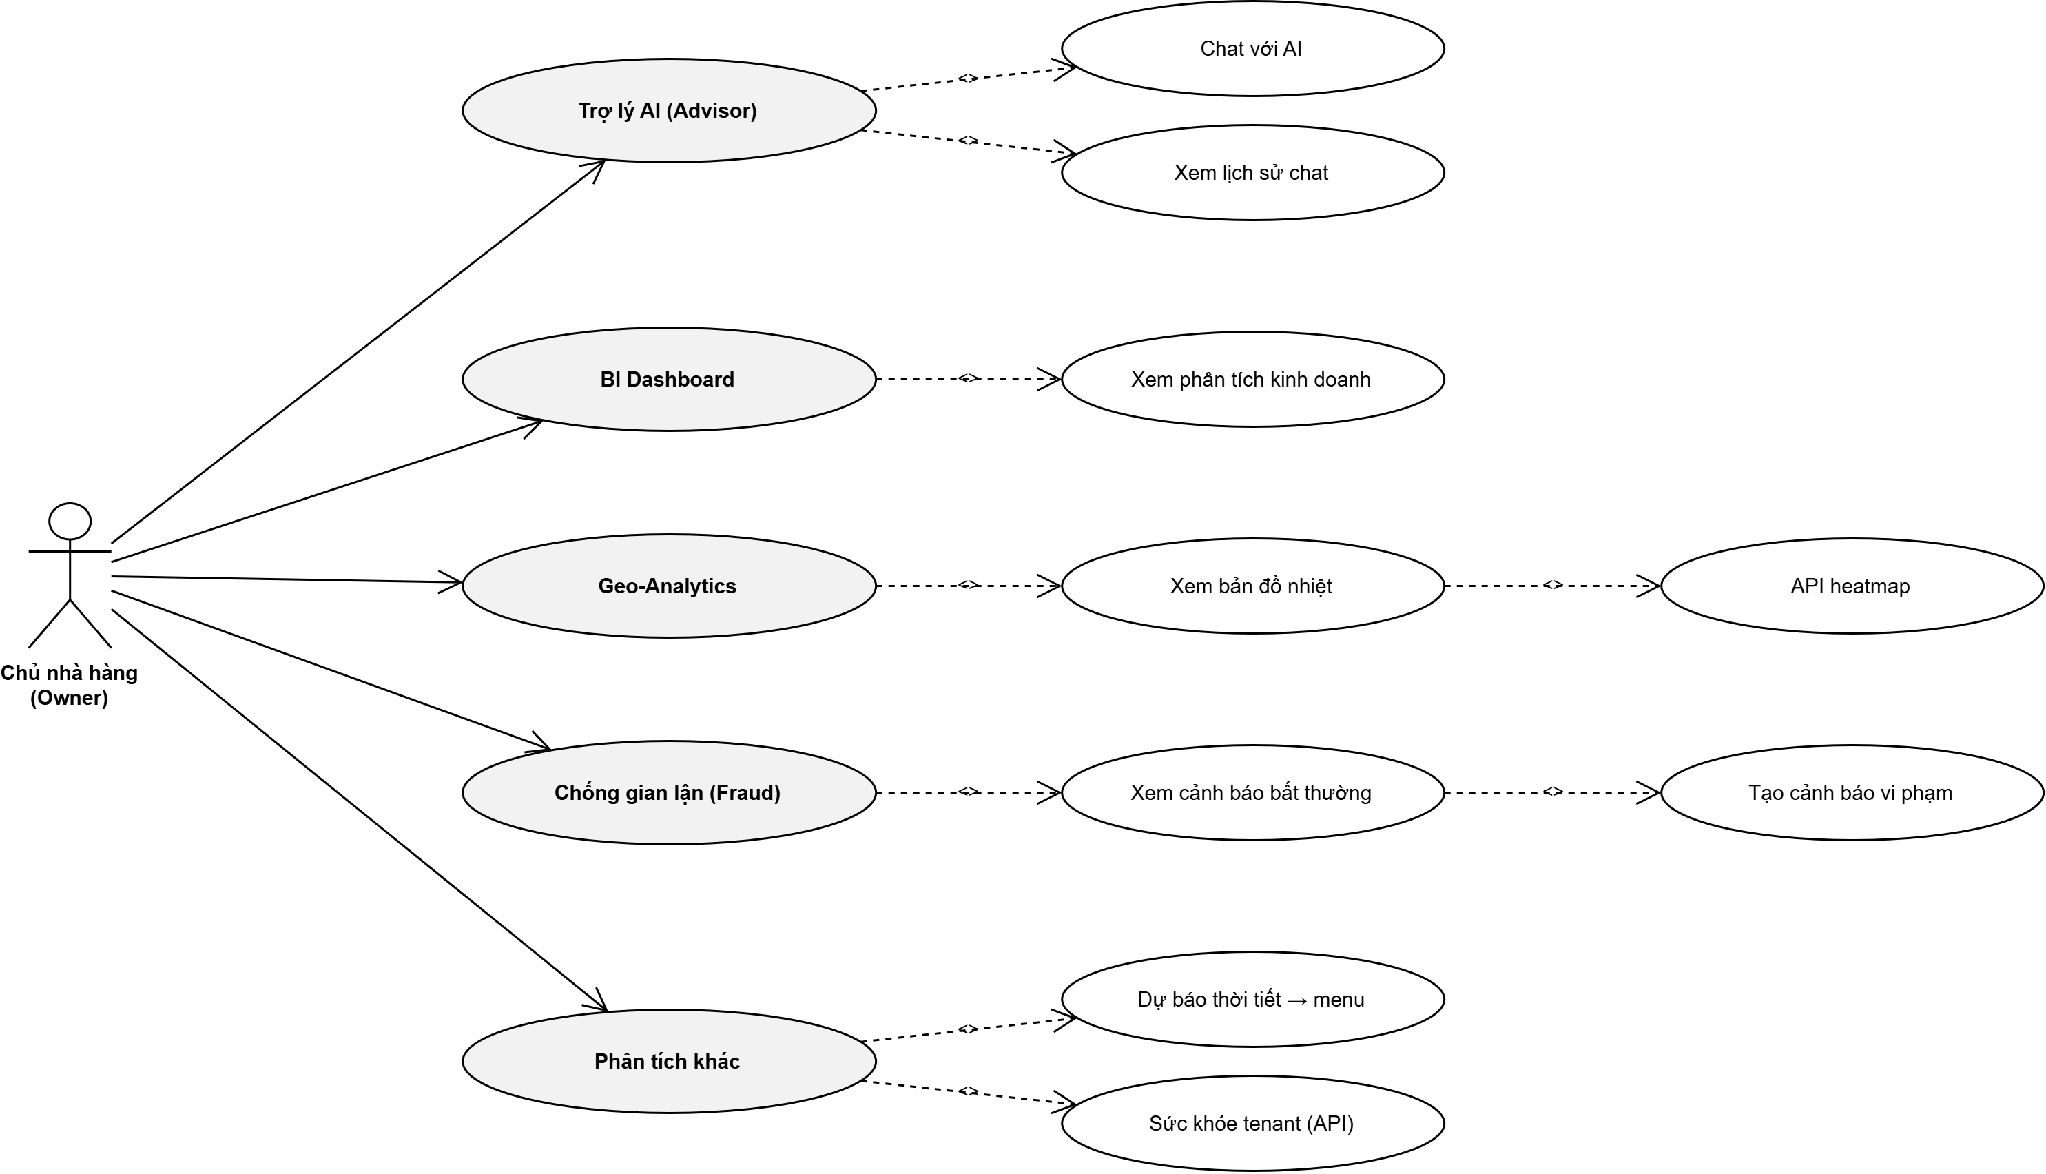 Chat với AI
Trợ lý AI (Advisor)
<>
<>
Xem lịch sử chat
BI Dashboard
<>
Xem phân tích kinh doanh
Chủ nhà hàng
(Owner)
Geo-Analytics
<>
Xem bản đồ nhiệt
<>
API heatmap
Chống gian lận (Fraud)
<>
Xem cảnh báo bất thường
<>
Tạo cảnh báo vi phạm
Dự báo thời tiết → menu
<>
Phân tích khác
<>
Sức khỏe tenant (API)